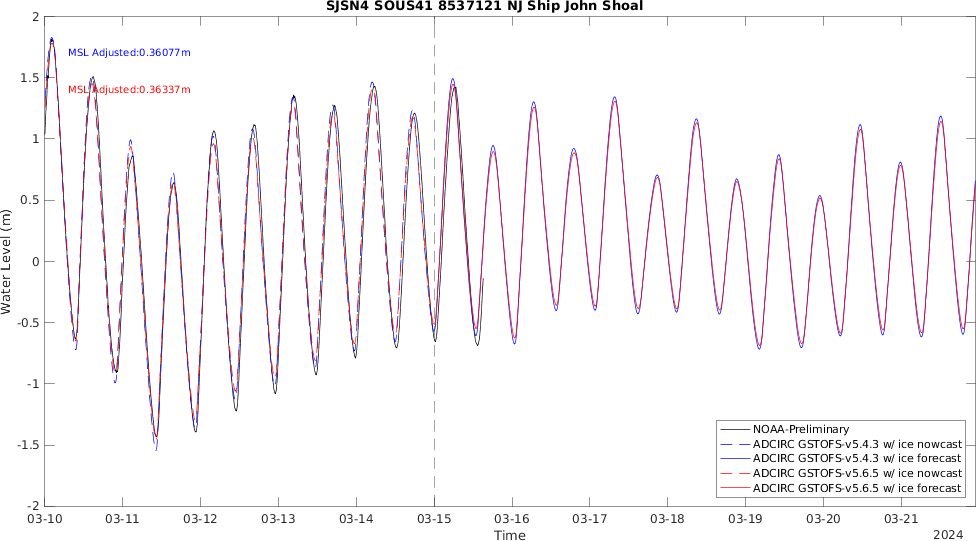 SJSN4 SOUS41 8537121 NJ Ship John Shoal
MSL Adjusted:0.36077m
MSL Adjusted:0.36337m
2
1.5
1
0.5
0
-0.5
-1
-1.5
-2
Water Level (m)
NOAA-Preliminary
ADCIRC GSTOFS-v5.4.3 w/ ice nowcast
ADCIRC GSTOFS-v5.4.3 w/ ice forecast
ADCIRC GSTOFS-v5.6.5 w/ ice nowcast
ADCIRC GSTOFS-v5.6.5 w/ ice forecast
03-10 03-11 03-12 03-13 03-14 03-15 03-16 03-17 03-18 03-19 03-20 03-21
Time
2024